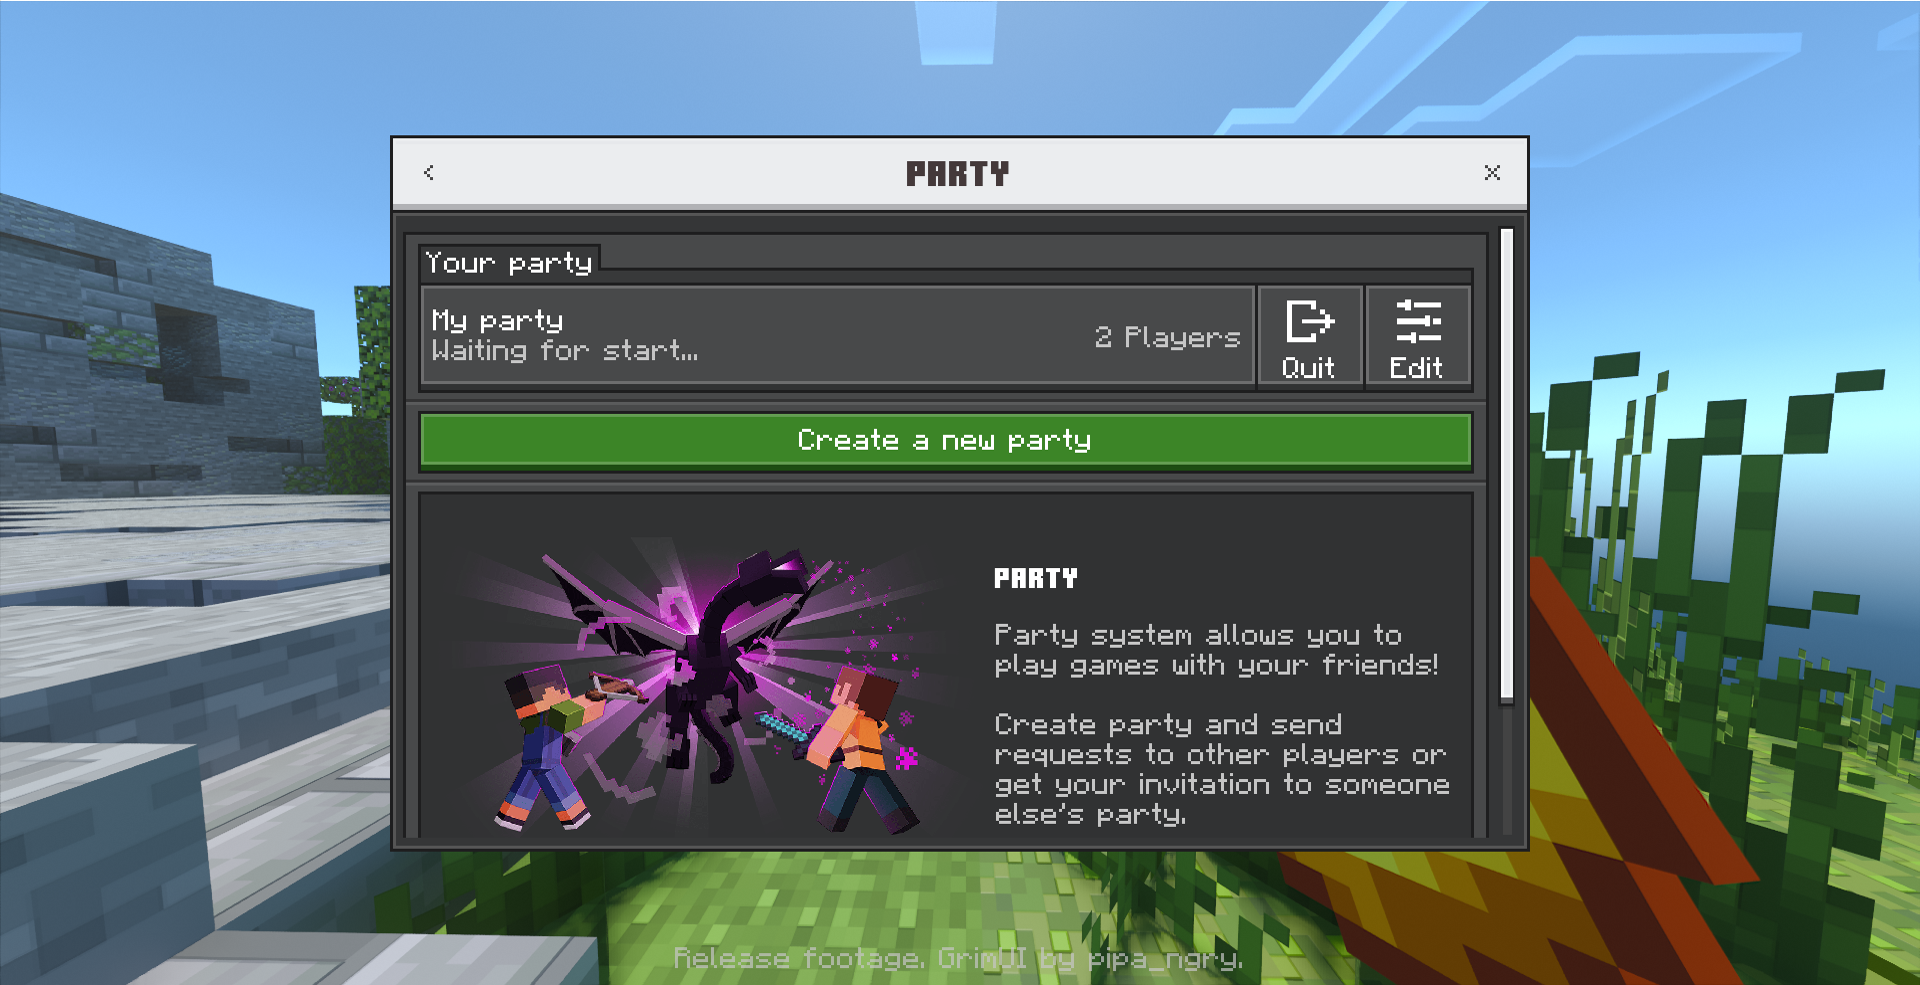 PARTY
Your party
My party
Waiting for start...
2 Players
Quit
Edit
Create a new party
PARTY
Party system allows you to
play games with your friends!
Create party and send
requests to other players or
get your invitation to someone
else's party.
Release footage. GrimUI by pipa_ngry.